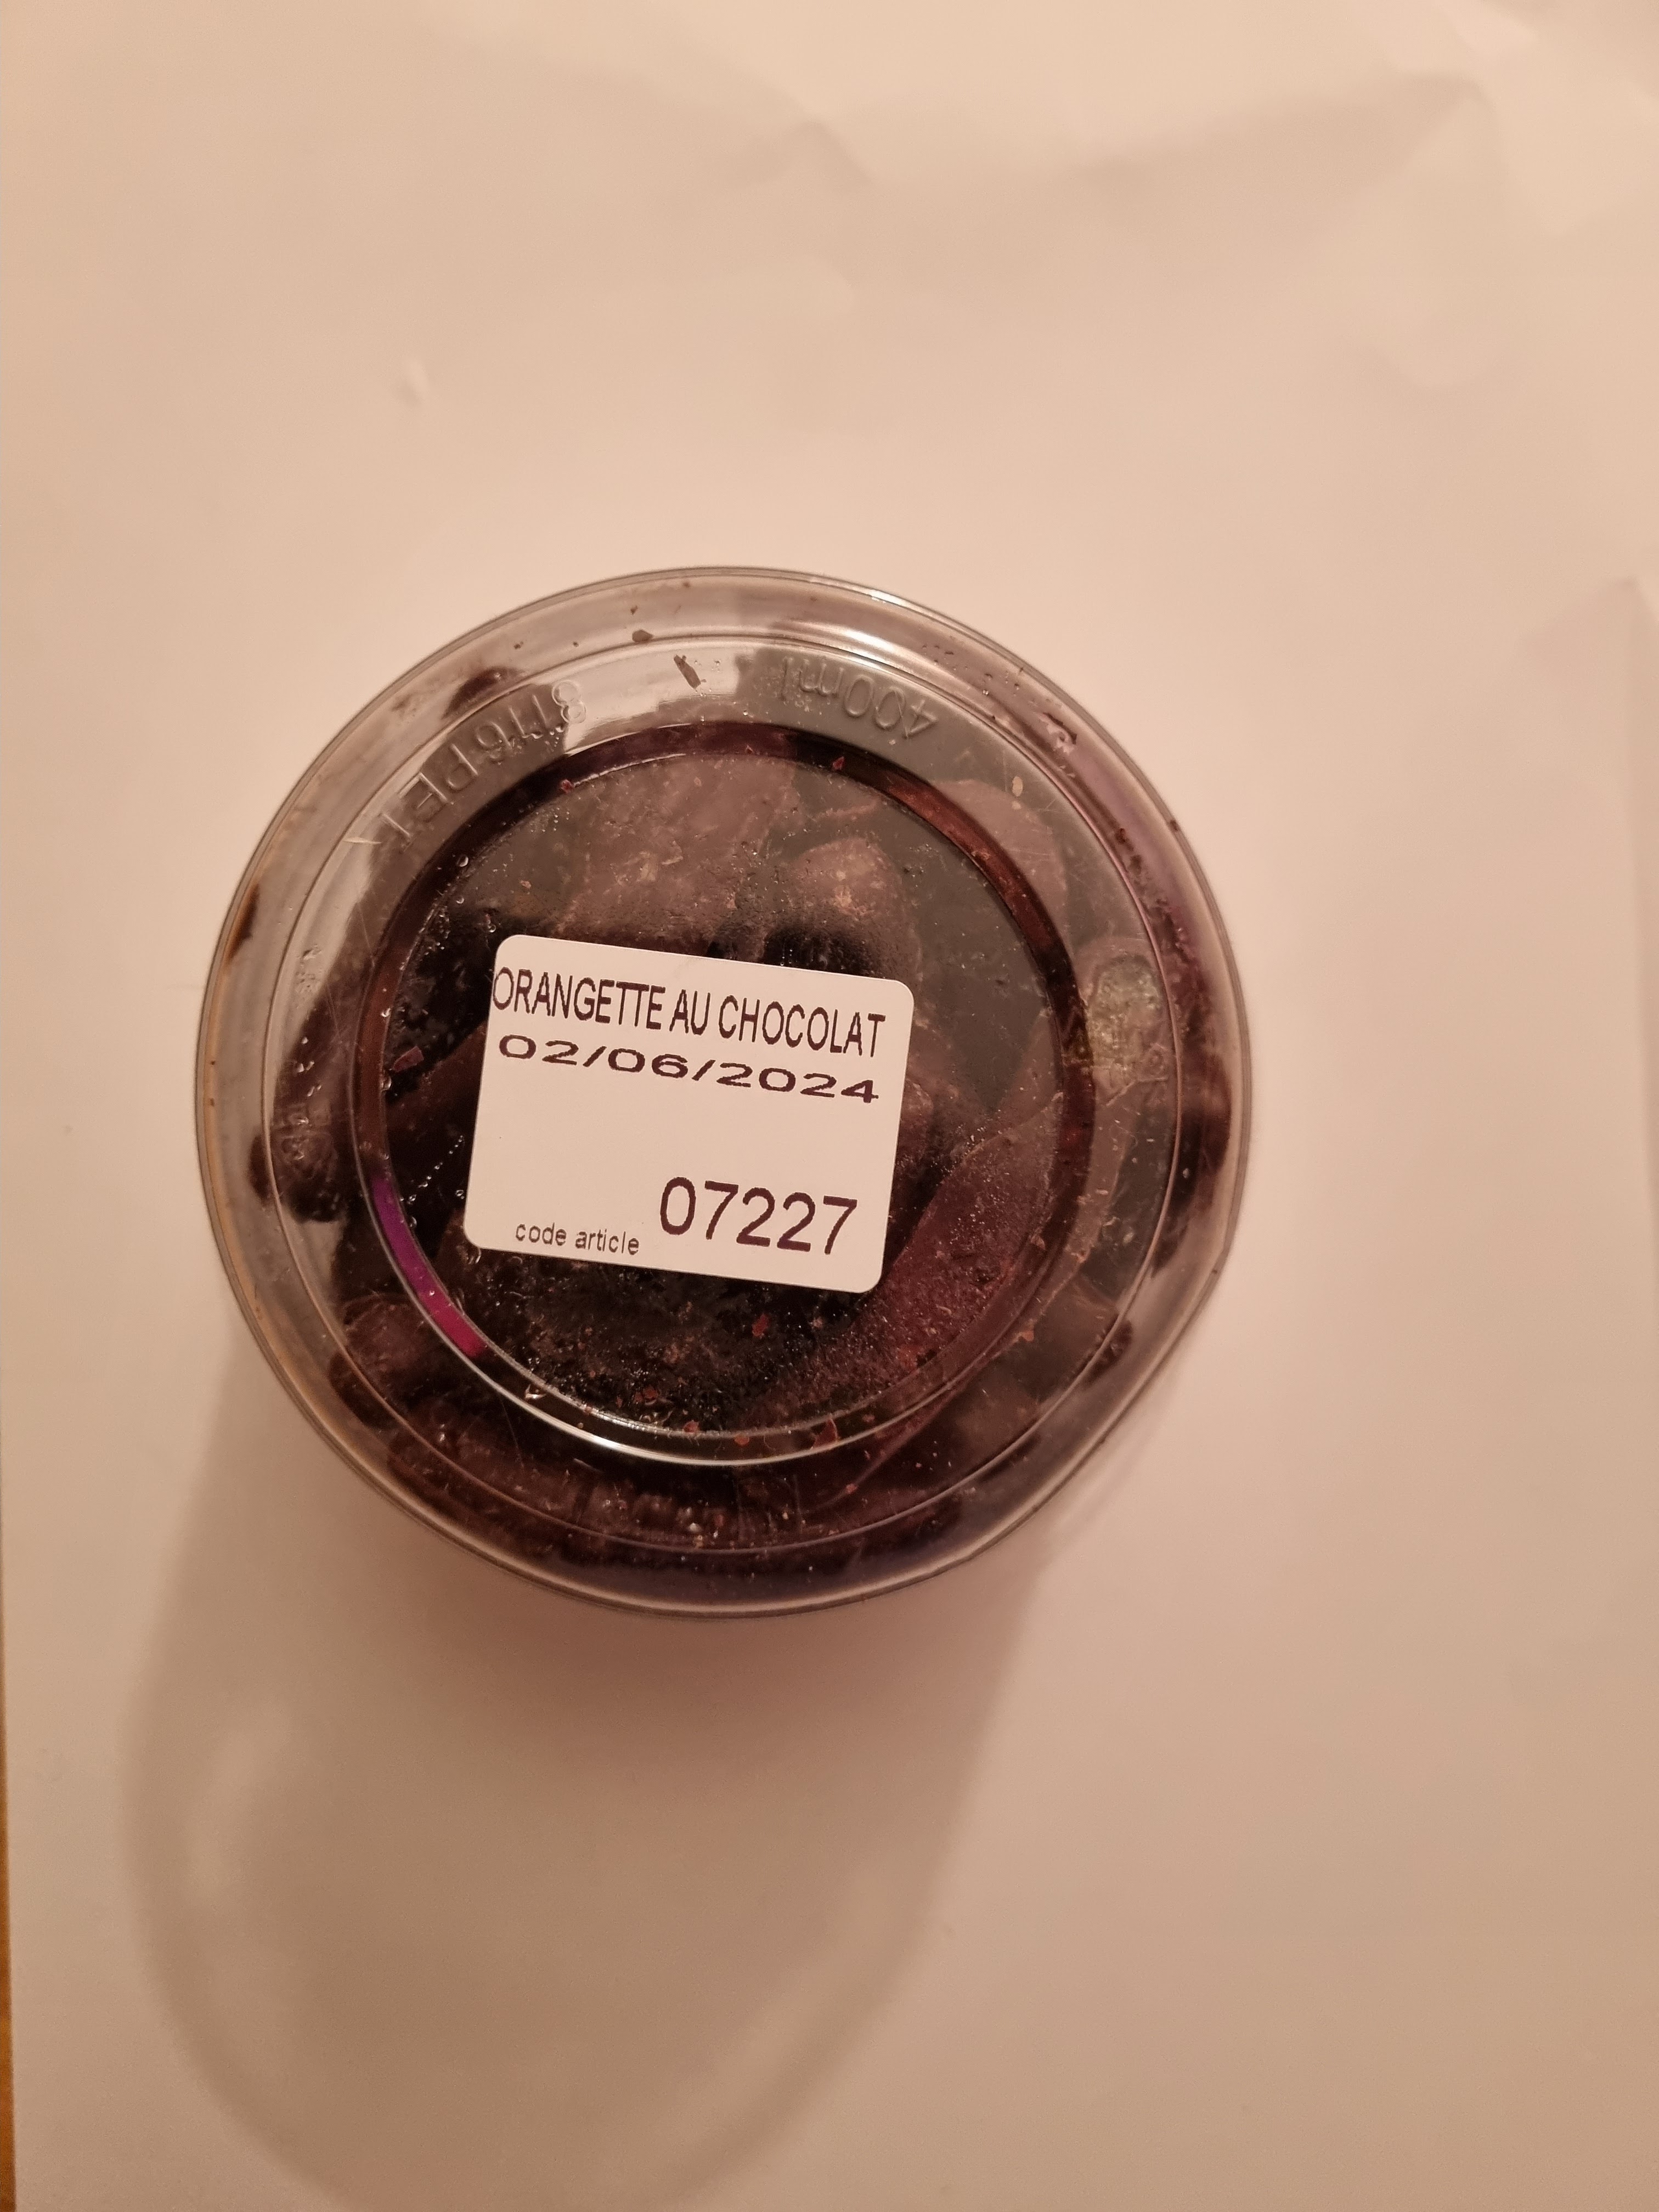 400ml
ORANGETTE AU CHOCOLAT
02/06/2024
07227
code article